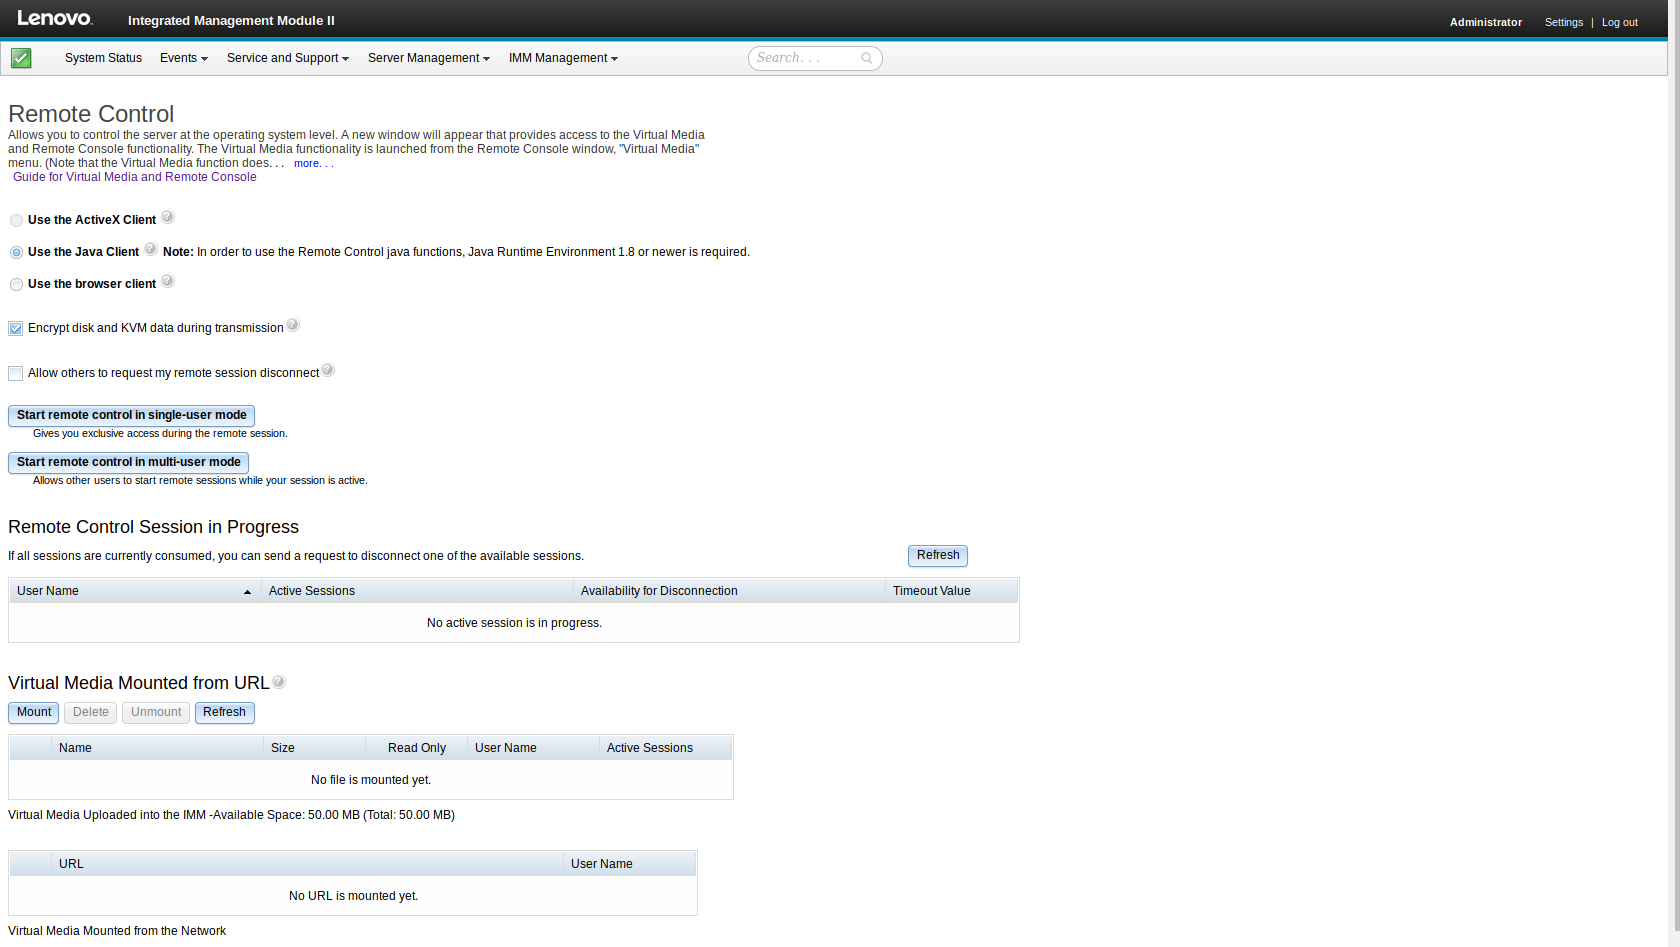 Lenovo. Integrated Management Module II Administrator Settings | Log out
System Status Events Service and Support Server Management IMM Management Search. . .
Remote Control
Allows you to control the server at the operating system level. A new window will appear that provides access to the Virtual Media
and Remote Console functionality. The Virtual Media functionality is launched from the Remote Console window, "Virtual Media"
menu. (Note that the Virtual Media function does. . . more. . .
Guide for Virtual Media and Remote Console
Use the ActiveX Client ?
Use the Java Client ? Note: In order to use the Remote Control java functions, Java Runtime Environment 1.8 or newer is required.
Use the browser client ?
Encrypt disk and KVM data during transmission ?
Allow others to request my remote session disconnect ?
Start remote control in single-user mode
Gives you exclusive access during the remote session.
Start remote control in multi-user mode
Allows other users to start remote sessions while your session is active.
Remote Control Session in Progress
If all sessions are currently consumed, you can send a request to disconnect one of the available sessions. Refresh
User Name Active Sessions Availability for Disconnection Timeout Value
No active session is in progress.
Virtual Media Mounted from URL ?
Mount Delete Unmount Refresh
Name Size Read Only User Name Active Sessions
No file is mounted yet.
Virtual Media Uploaded into the IMM -Available Space: 50.00 MB (Total: 50.00 MB)
URL User Name
No URL is mounted yet.
Virtual Media Mounted from the Network